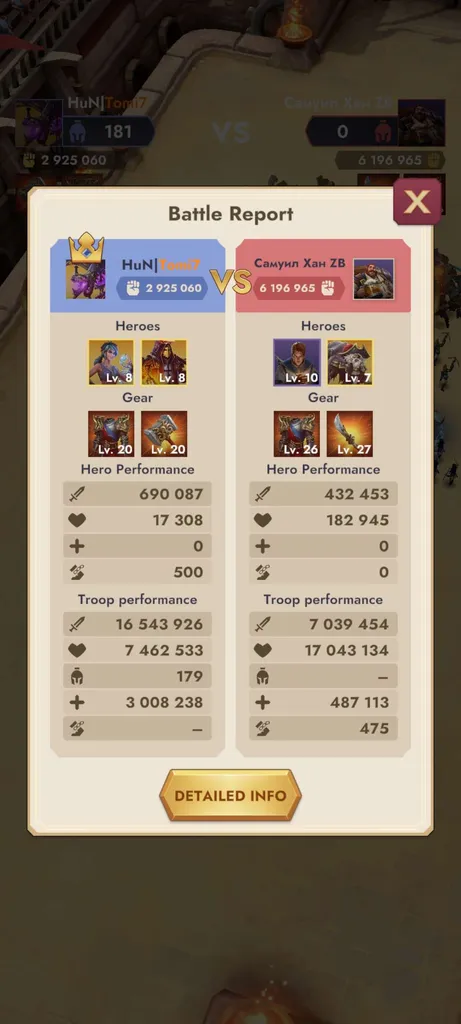 HuN|Tomi7
Самуил Хан ZB
181
VS
0
2 925 060
6 196 965
Battle Report
X
HuN|Tomi7
2 925 060
VS
Самуил Хан ZB
6 196 965
Heroes
Heroes
Lv. 8
Lv. 8
Lv. 10
Lv. 7
Gear
Gear
Lv. 20
Lv. 20
Lv. 26
Lv. 27
Hero Performance
Hero Performance
690 087
432 453
17 308
182 945
0
0
500
0
Troop performance
Troop performance
16 543 926
7 039 454
7 462 533
17 043 134
179
–
3 008 238
487 113
–
475
DETAILED INFO